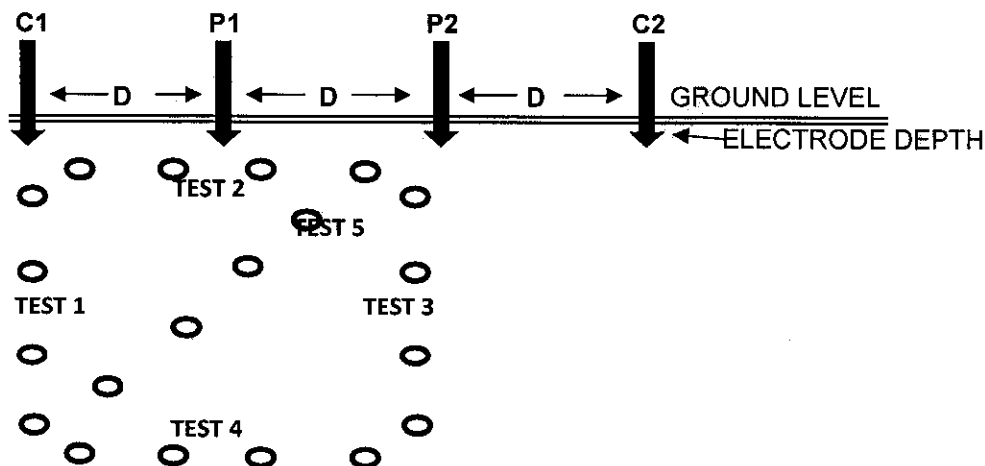 C1 P1 P2 C2
D D D
GROUND LEVEL
ELECTRODE DEPTH
TEST 2
TEST 5
TEST 1 TEST 3
TEST 4